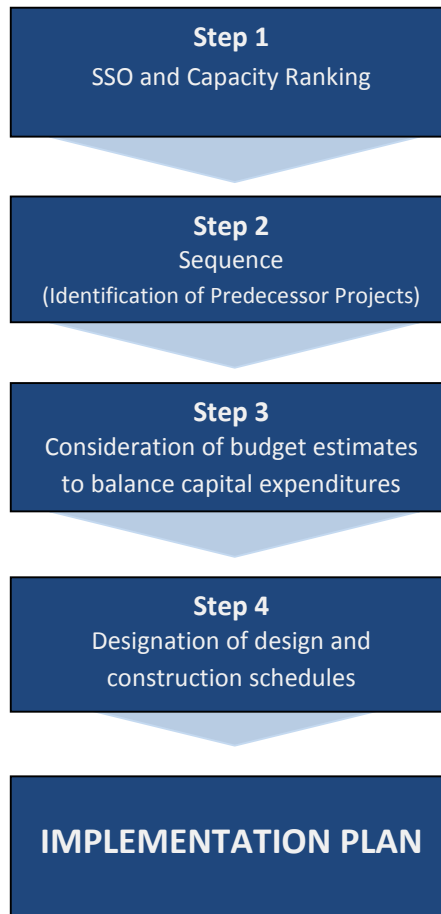 Step 1
SSO and Capacity Ranking
Step 2
Sequence
(Identification of Predecessor Projects)
Step 3
Consideration of budget estimates
to balance capital expenditures
Step 4
Designation of design and
construction schedules
IMPLEMENTATION PLAN